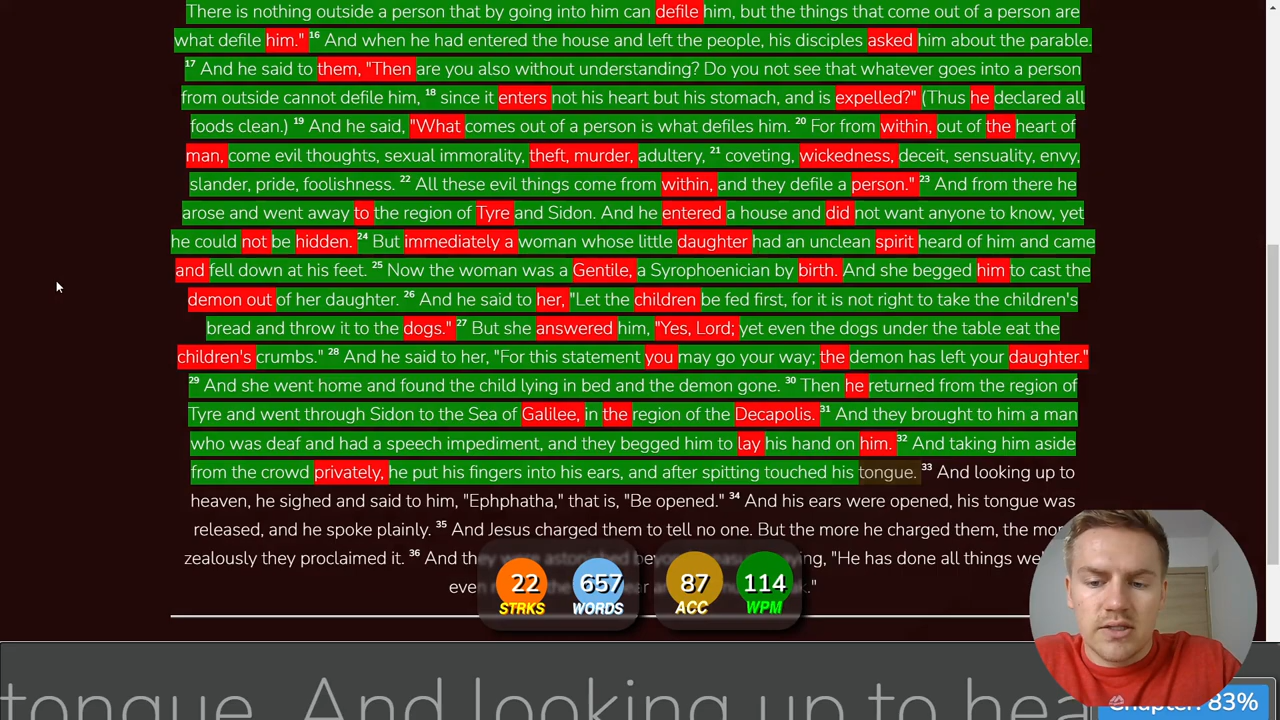 There is nothing outside a person that by going into him can defile him, but the things that come out of a person are
what defile him." 16 And when he had entered the house and left the people, his disciples asked him about the parable.
17 And he said to them, "Then are you also without understanding? Do you not see that whatever goes into a person
from outside cannot defile him, 18 since it enters not his heart but his stomach, and is expelled?" (Thus he declared all
foods clean.) 19 And he said, "What comes out of a person is what defiles him. 20 For from within, out of the heart of
man, come evil thoughts, sexual immorality, theft, murder, adultery, 21 coveting, wickedness, deceit, sensuality, envy,
slander, pride, foolishness. 22 All these evil things come from within, and they defile a person." 23 And from there he
arose and went away to the region of Tyre and Sidon. And he entered a house and did not want anyone to know, yet
he could not be hidden. 24 But immediately a woman whose little daughter had an unclean spirit heard of him and came
and fell down at his feet. 25 Now the woman was a Gentile, a Syrophoenician by birth. And she begged him to cast the
demon out of her daughter. 26 And he said to her, "Let the children be fed first, for it is not right to take the children's
bread and throw it to the dogs." 27 But she answered him, "Yes, Lord; yet even the dogs under the table eat the
children's crumbs." 28 And he said to her, "For this statement you may go your way; the demon has left your daughter."
29 And she went home and found the child lying in bed and the demon gone. 30 Then he returned from the region of
Tyre and went through Sidon to the Sea of Galilee, in the region of the Decapolis. 31 And they brought to him a man
who was deaf and had a speech impediment, and they begged him to lay his hand on him. 32 And taking him aside
from the crowd privately, he put his fingers into his ears, and after spitting touched his tongue. 33 And looking up to
heaven, he sighed and said to him, "Ephphatha," that is, "Be opened." 34 And his ears were opened, his tongue was
released, and he spoke plainly. 35 And Jesus charged them to tell no one. But the more he charged them, the mor
zealously they proclaimed it. 36 And they were astonished beyond measure, saying, "He has done all things we
even
22 STRKS 657 WORDS 87 ACC 114 WPM
tongue. And looking up to hea
Chapter: 83%